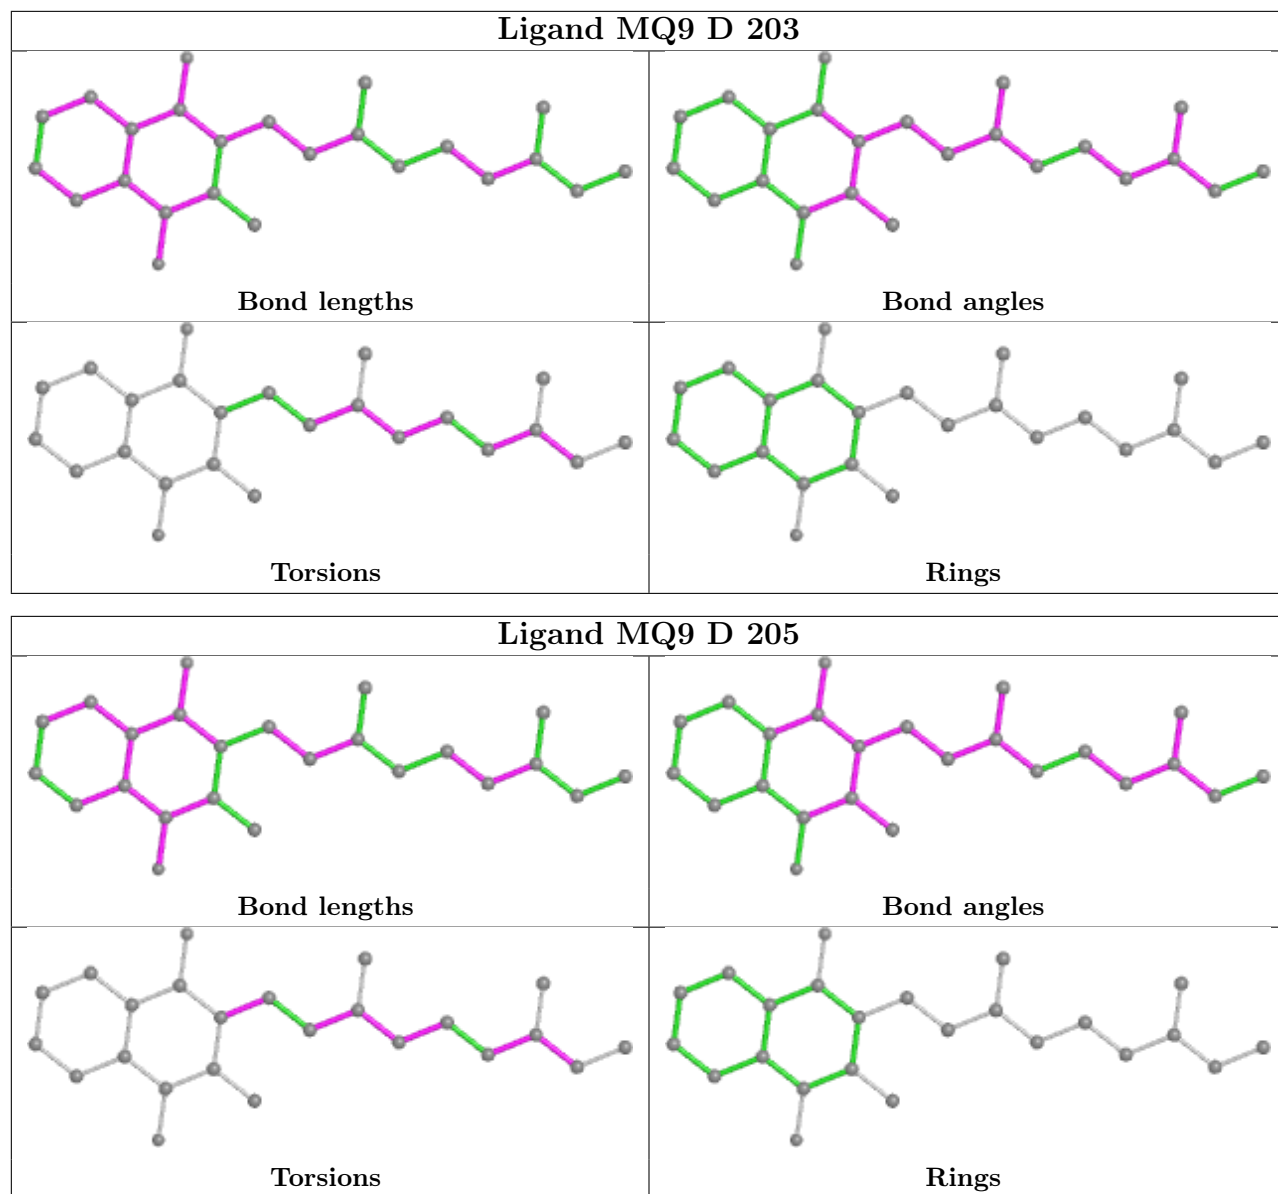 Ligand MQ9 D 203
Bond lengths
Bond angles
Torsions
Rings
Ligand MQ9 D 205
Bond lengths
Bond angles
Torsions
Rings